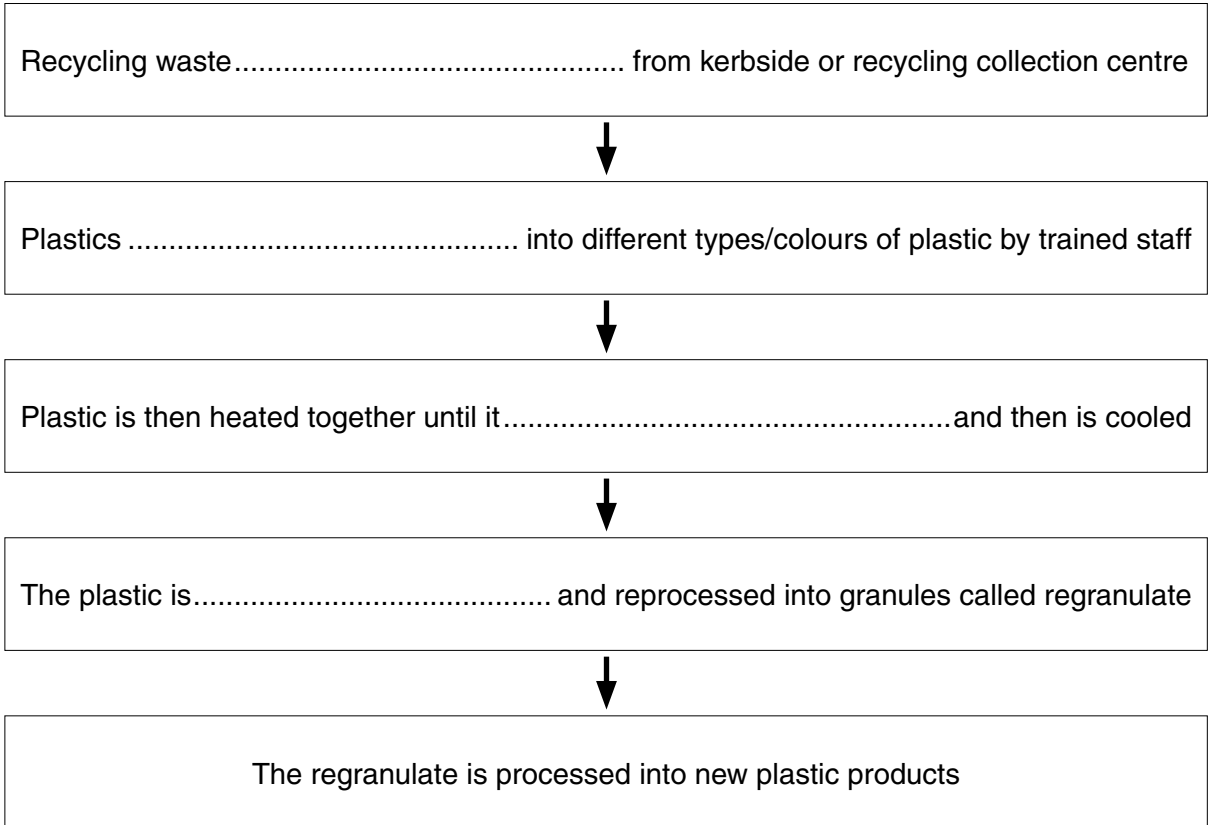 Recycling waste................................................ from kerbside or recycling collection centre
Plastics ................................................ into different types/colours of plastic by trained staff
Plastic is then heated together until it.......................................................and then is cooled
The plastic is............................................ and reprocessed into granules called regranulate
The regranulate is processed into new plastic products